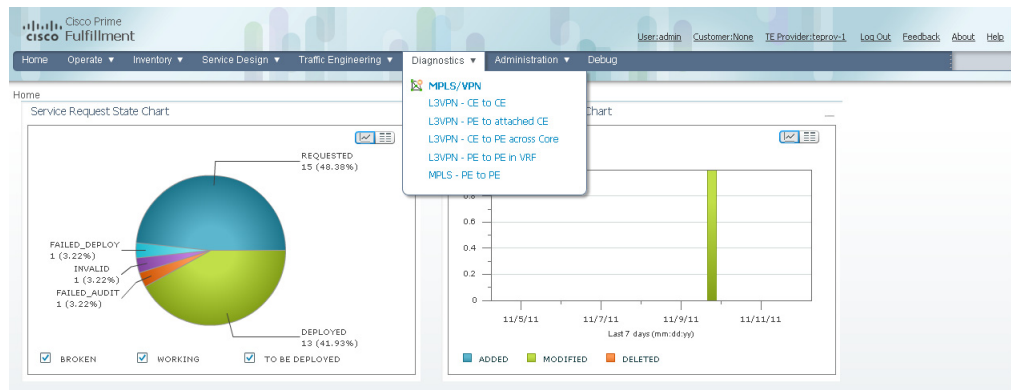 Cisco Prime
CISCO Fulfillment
User:admin Customer:None TE Provider:teprov-1 Log Out Feedback About Help
Home Operate Inventory Service Design Traffic Engineering Diagnostics Administration Debug
MPLS/VPN
L3VPN - CE to CE
L3VPN - PE to attached CE
L3VPN - CE to PE across Core
L3VPN - PE to PE in VRF
MPLS - PE to PE
Home
Service Request State Chart
Chart
REQUESTED
15 (48.38%)
FAILED_DEPLOY
1 (3.22%)
INVALID
1 (3.22%)
FAILED_AUDIT
1 (3.22%)
DEPLOYED
13 (41.93%)
BROKEN WORKING TO BE DEPLOYED
0.8
0.6
0.4
0.2
0
11/5/11 11/7/11 11/9/11 11/11/11
Last 7 days (mm:dd:yy)
ADDED MODIFIED DELETED